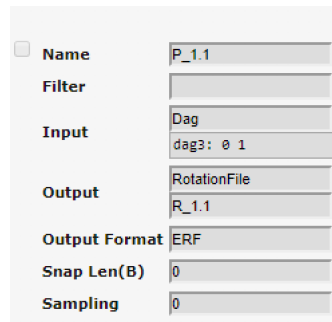 Name P_1.1
Filter
Input Dag
dag3: 0 1
Output RotationFile
R_1.1
Output Format ERF
Snap Len(B) 0
Sampling 0